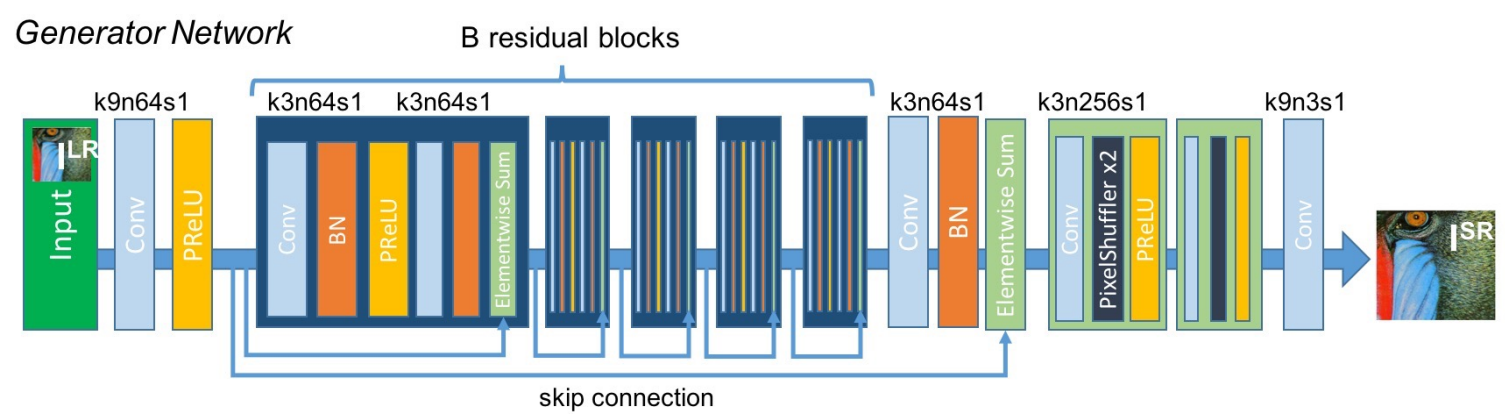 Generator Network
B residual blocks
k9n64s1
k3n64s1
k3n64s1
k3n64s1
k3n256s1
k9n3s1
Input
I^LR
Conv
PReLU
Conv
BN
PReLU
Elementwise Sum
Conv
BN
Elementwise Sum
Conv
PixelShuffler x2
PReLU
Conv
I^SR
skip connection